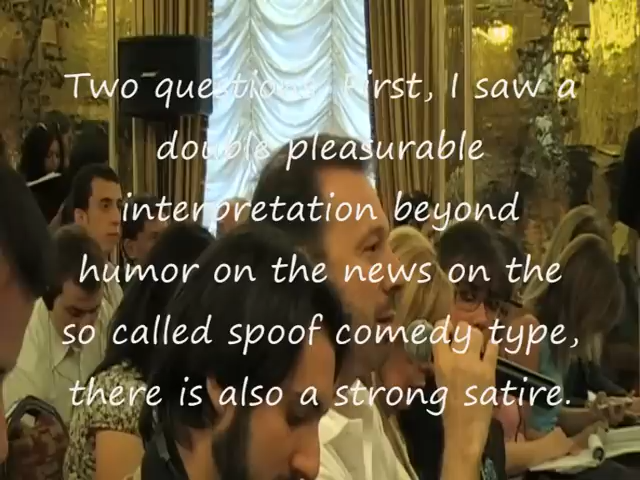 Two questions. First, I saw a
double pleasurable
interpretation beyond
humor on the news on the
so called spoof comedy type,
there is also a strong satire.